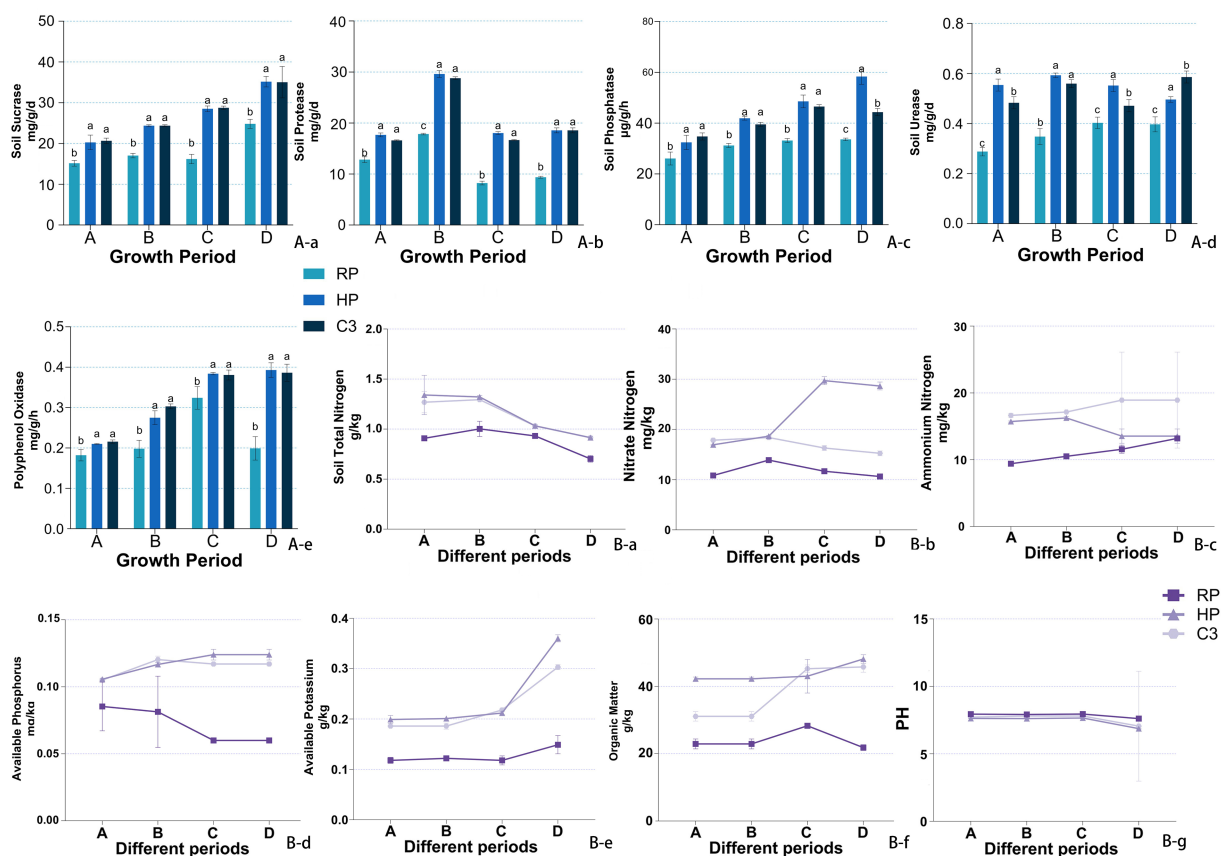 50
40
30
20
10
0
Soil Sucrase
mg/g/d
b a a
b a a
b a a
b a a
A B C D
Growth Period
A-a
40
30
20
10
0
Soil Protease
mg/g/d
b a a
c a a
c a a
b a a
A B C D
Growth Period
A-b
80
60
40
20
0
Soil Phosphatase
μg/g/h
b a a
b a a
b a a
c a b
A B C D
Growth Period
A-c
0.8
0.6
0.4
0.2
0.0
Soil Urease
mg/g/d
c a b
b a a
c a b
c a b
A B C D
Growth Period
A-d
RP
HP
C3
0.5
0.4
0.3
0.2
0.1
0.0
Polyphenol Oxidase
mg/g/h
b a a
b a a
b a a
b a a
A B C D
Growth Period
A-e
2.0
1.5
1.0
0.5
0.0
Soil Total Nitrogen
g/kg
A B C D
Different periods
B-a
40
30
20
10
0
Nitrate Nitrogen
mg/kg
A B C D
Different periods
B-b
30
20
10
0
Ammonium Nitrogen
mg/kg
A B C D
Different periods
B-c
0.15
0.10
0.05
0.00
Available Phosphorus
mg/kg
A B C D
Different periods
B-d
0.4
0.3
0.2
0.1
0.0
Available Potassium
g/kg
A B C D
Different periods
B-e
60
40
20
0
Organic Matter
g/kg
A B C D
Different periods
B-f
15
10
5
0
PH
A B C D
Different periods
B-g
RP
HP
C3